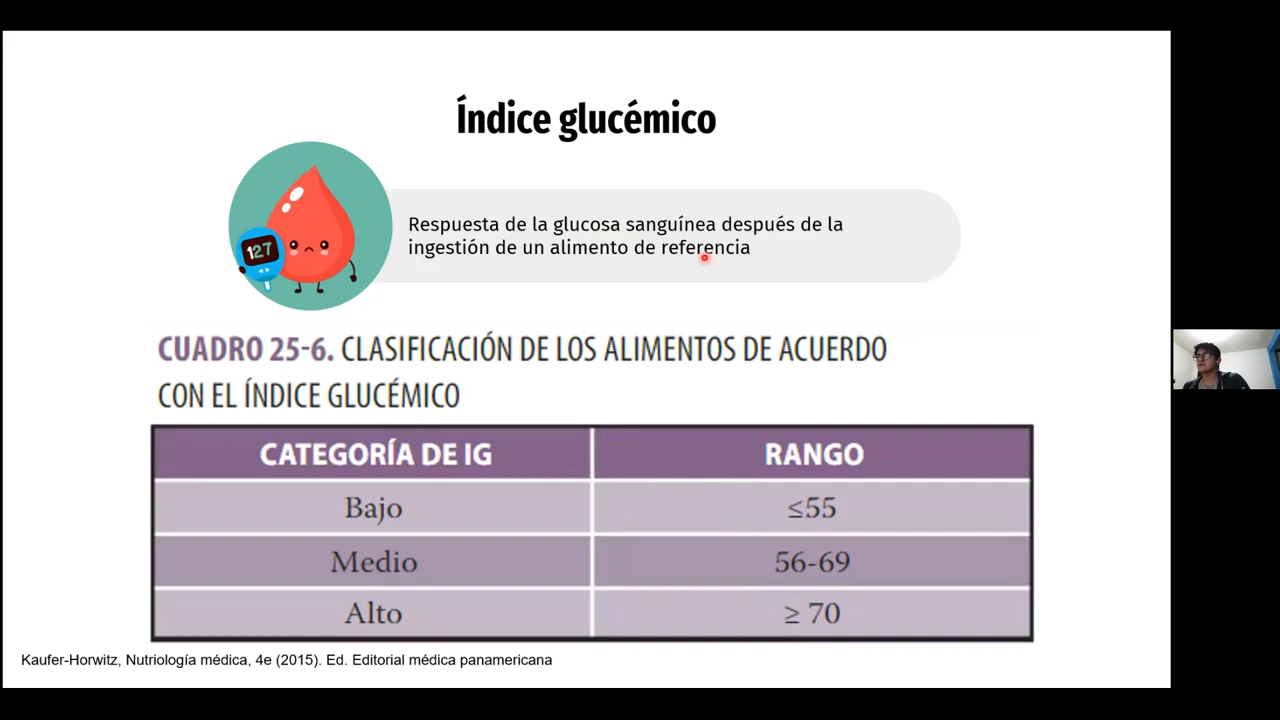 Índice glucémico
127
Respuesta de la glucosa sanguínea después de la
ingestión de un alimento de referencia
CUADRO 25-6. CLASIFICACIÓN DE LOS ALIMENTOS DE ACUERDO
CON EL ÍNDICE GLUCÉMICO
CATEGORÍA DE IG RANGO
Bajo ≤55
Medio 56-69
Alto ≥ 70
Kaufer-Horwitz, Nutriología médica, 4e (2015). Ed. Editorial médica panamericana